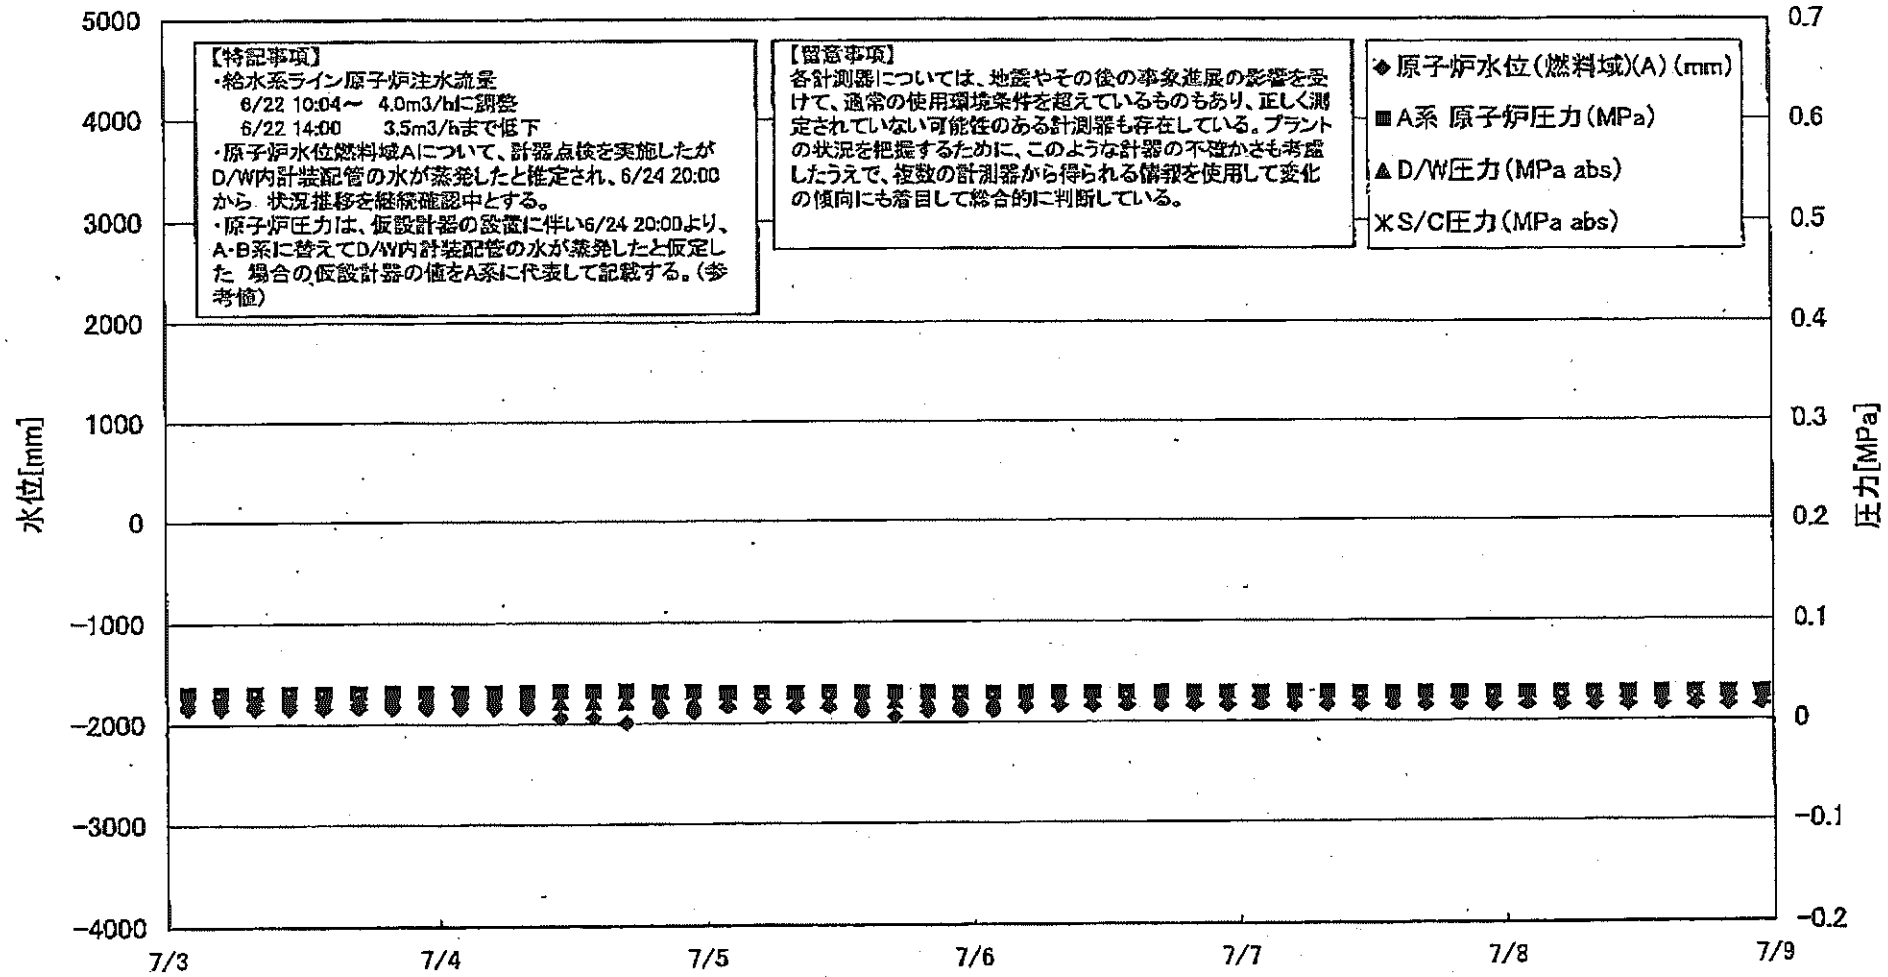 5000
4000
3000
2000
1000
0
-1000
-2000
-3000
-4000
水位[mm]
【特記事項】
・給水系ライン原子炉注水流量
6/22 10:04～ 4.0m3/hに調整
6/22 14:00 3.5m3/hまで低下
・原子炉水位燃料域Aについて、計器点検を実施したが
D/W内計装配管の水が蒸発したと推定され、6/24 20:00
から 状況推移を継続確認中とする。
・原子炉圧力は、仮設計器の設置に伴い6/24 20:00より、
A・B系に替えてD/W内計装配管の水が蒸発したと仮定し
た 場合の仮設計器の値をA系に代表して記載する。(参
考値)
【留意事項】
各計測器については、地震やその後の事象進展の影響を受
けて、通常の使用環境条件を超えているものもあり、正しく測
定されていない可能性のある計測器も存在している。プラント
の状況を把握するために、このような計器の不確かさも考慮
したうえで、複数の計測器から得られる情報を使用して変化
の傾向にも着目して総合的に判断している。
◆原子炉水位(燃料域)(A)(mm)
■A系 原子炉圧力(MPa)
▲D/W圧力(MPa abs)
S/C圧力(MPa abs)
0.7
0.6
0.5
0.4
0.3
0.2
0.1
0
-0.1
-0.2
圧力[MPa]
7/3
7/4
7/5
7/6
7/7
7/8
7/9